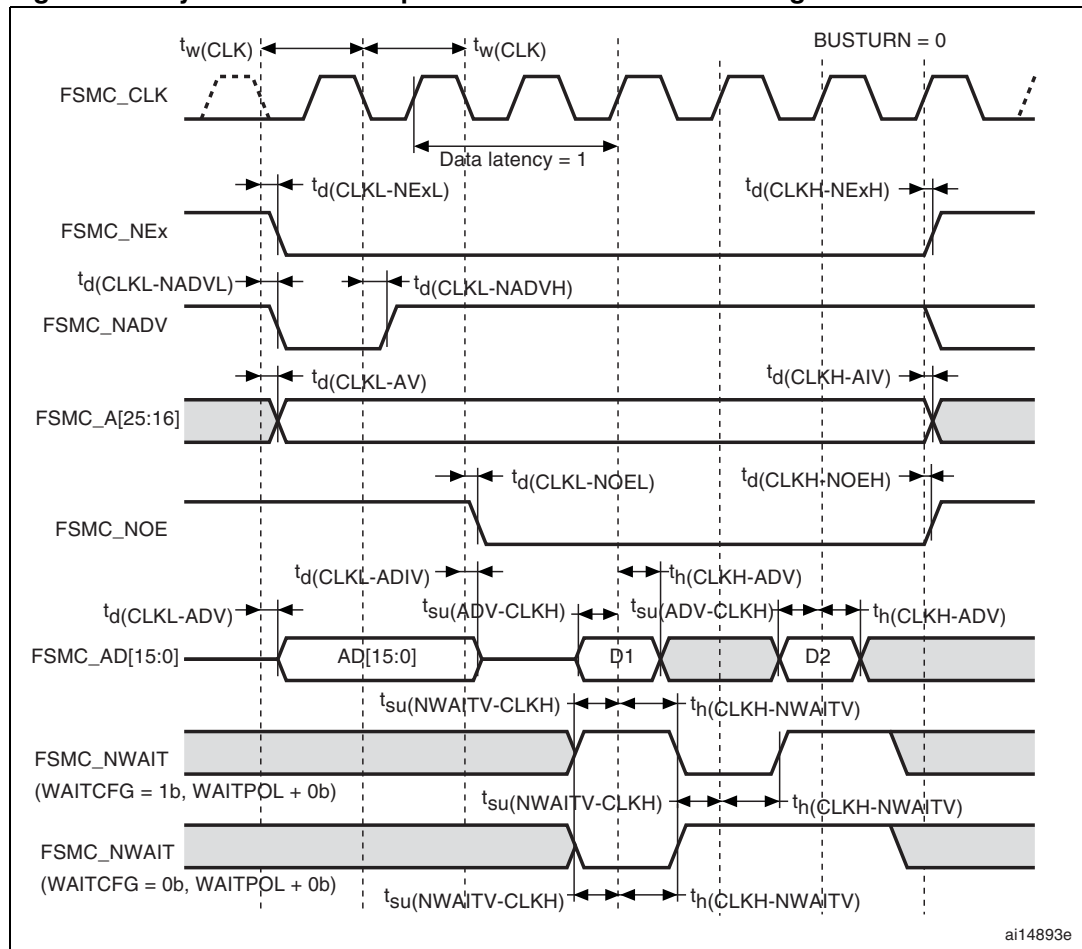 BUSTURN = 0
tw(CLK) tw(CLK)
FSMC_CLK
Data latency = 1
td(CLKL-NExL) td(CLKH-NExH)
FSMC_NEx
td(CLKL-NADVL) td(CLKL-NADVH)
FSMC_NADV
td(CLKL-AV) td(CLKH-AIV)
FSMC_A[25:16]
td(CLKL-NOEL) td(CLKH-NOEH)
FSMC_NOE
td(CLKL-ADIV) th(CLKH-ADV)
td(CLKL-ADV) tsu(ADV-CLKH) tsu(ADV-CLKH) th(CLKH-ADV)
FSMC_AD[15:0] AD[15:0] D1 D2
tsu(NWAITV-CLKH) th(CLKH-NWAITV)
FSMC_NWAIT
(WAITCFG = 1b, WAITPOL + 0b)
tsu(NWAITV-CLKH) th(CLKH-NWAITV)
FSMC_NWAIT
(WAITCFG = 0b, WAITPOL + 0b)
tsu(NWAITV-CLKH) th(CLKH-NWAITV)
ai14893e